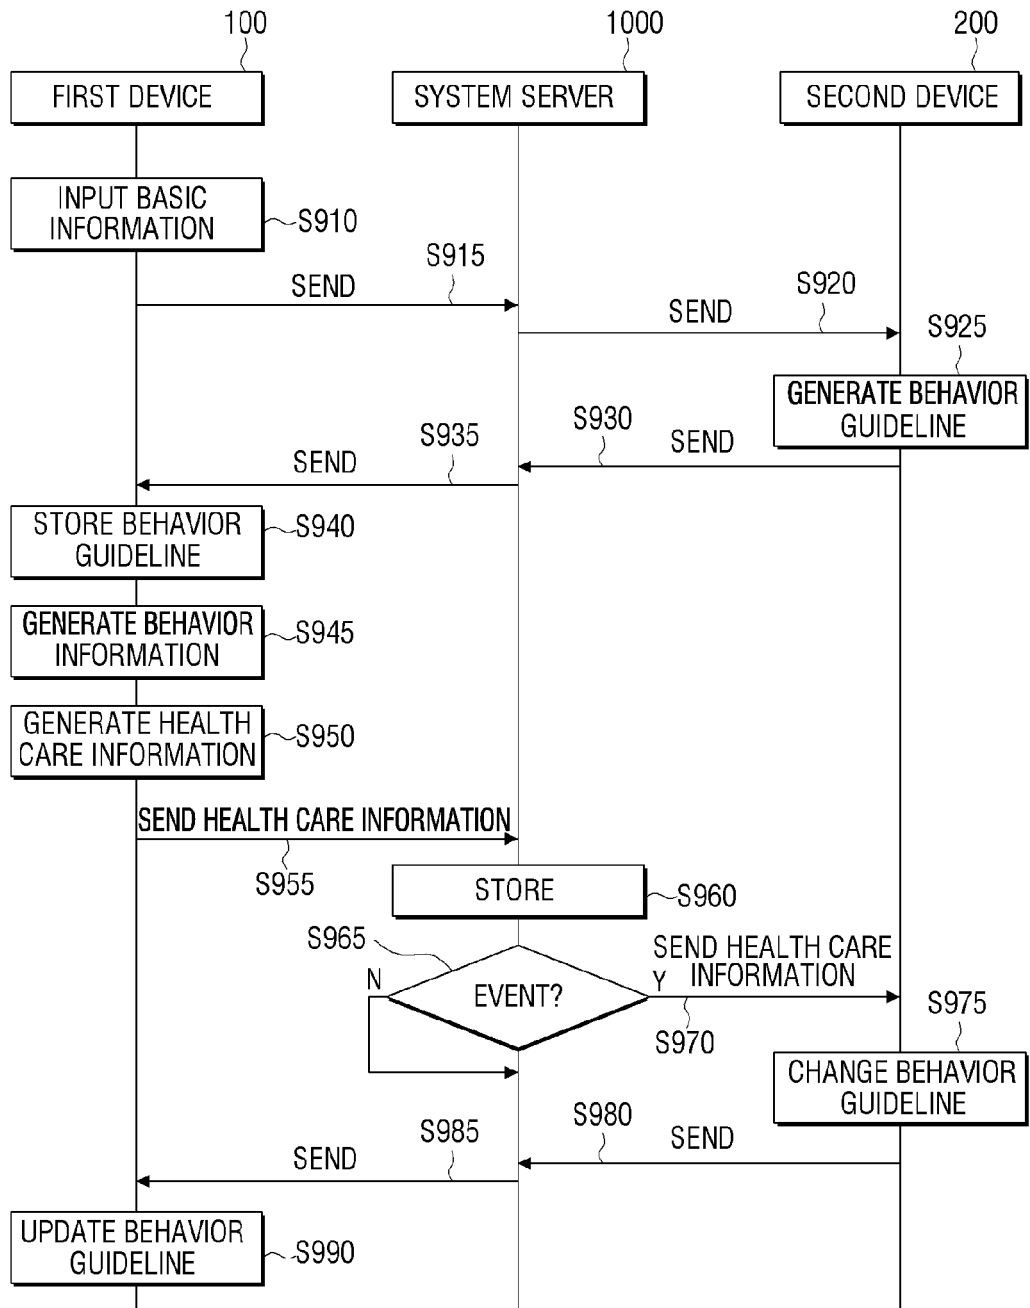 100
1000
200
FIRST DEVICE
SYSTEM SERVER
SECOND DEVICE
INPUT BASIC
INFORMATION
S910
S915
SEND
S920
SEND
S925
GENERATE BEHAVIOR
GUIDELINE
S930
SEND
S935
SEND
STORE BEHAVIOR
GUIDELINE
S940
GENERATE BEHAVIOR
INFORMATION
S945
GENERATE HEALTH
CARE INFORMATION
S950
SEND HEALTH CARE INFORMATION
S955
STORE
S960
S965
N
EVENT?
Y
SEND HEALTH CARE
INFORMATION
S970
S975
CHANGE BEHAVIOR
GUIDELINE
S980
SEND
S985
SEND
UPDATE BEHAVIOR
GUIDELINE
S990